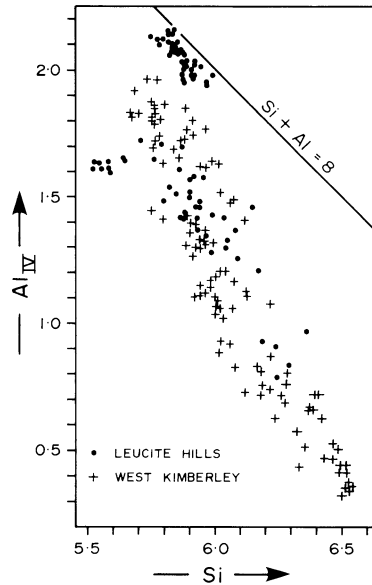 2·0
1·5
1·0
0·5
Al IV
Si + Al = 8
• LEUCITE HILLS
+ WEST KIMBERLEY
5·5 6·0 6·5
Si